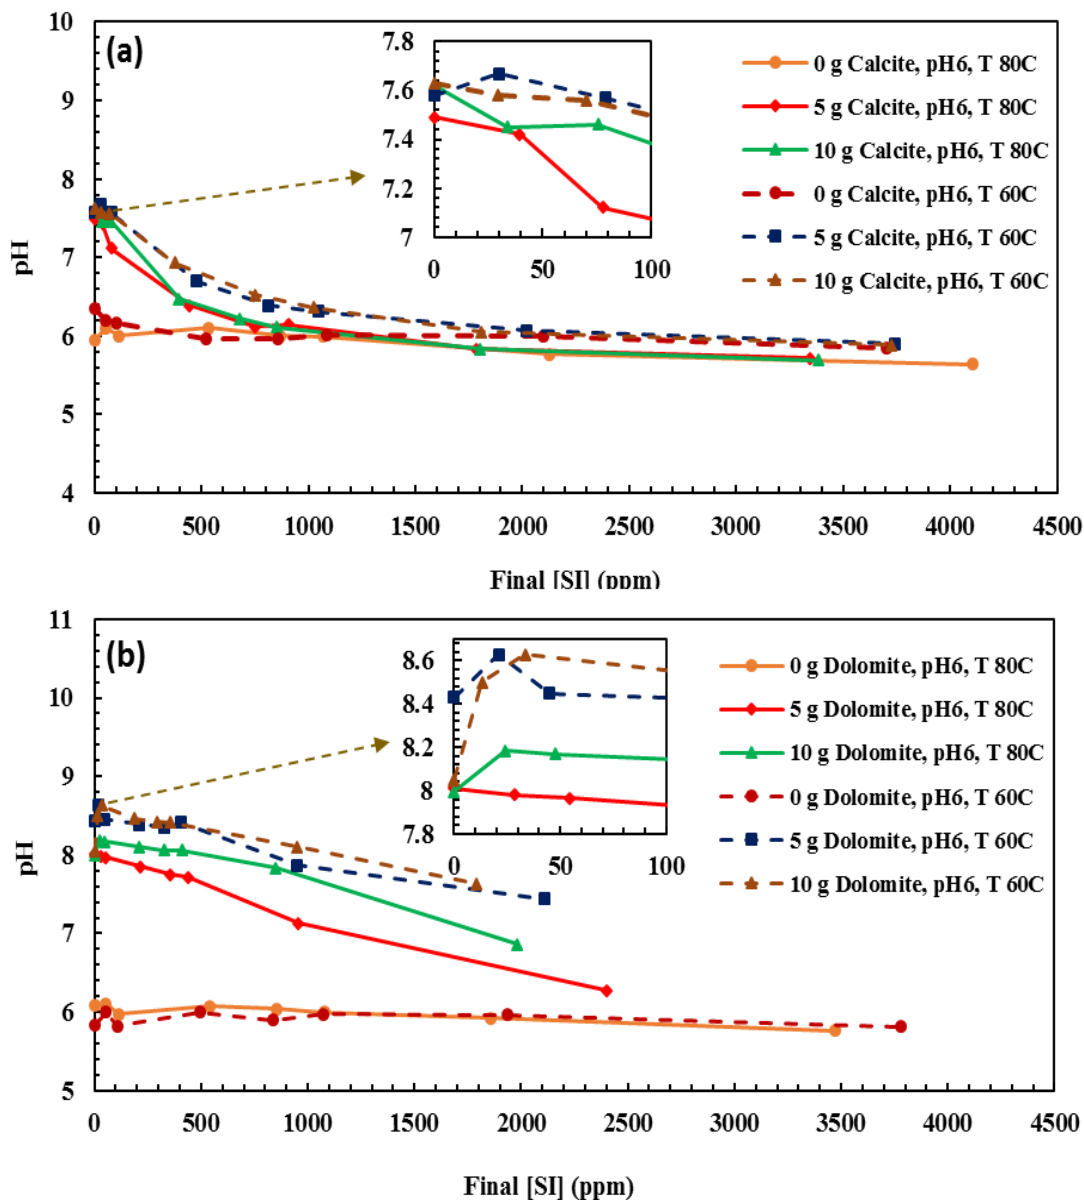 (a)
10
9
8
7
6
5
4
pH
0
500
1000
1500
2000
2500
3000
3500
4000
4500
Final [SI] (ppm)
7.8
7.6
7.4
7.2
7
0
50
100
0 g Calcite, pH6, T 80C
5 g Calcite, pH6, T 80C
10 g Calcite, pH6, T 80C
0 g Calcite, pH6, T 60C
5 g Calcite, pH6, T 60C
10 g Calcite, pH6, T 60C
(b)
11
10
9
8
7
6
5
pH
0
500
1000
1500
2000
2500
3000
3500
4000
4500
Final [SI] (ppm)
8.6
8.4
8.2
8
7.8
0
50
100
0 g Dolomite, pH6, T 80C
5 g Dolomite, pH6, T 80C
10 g Dolomite, pH6, T 80C
0 g Dolomite, pH6, T 60C
5 g Dolomite, pH6, T 60C
10 g Dolomite, pH6, T 60C